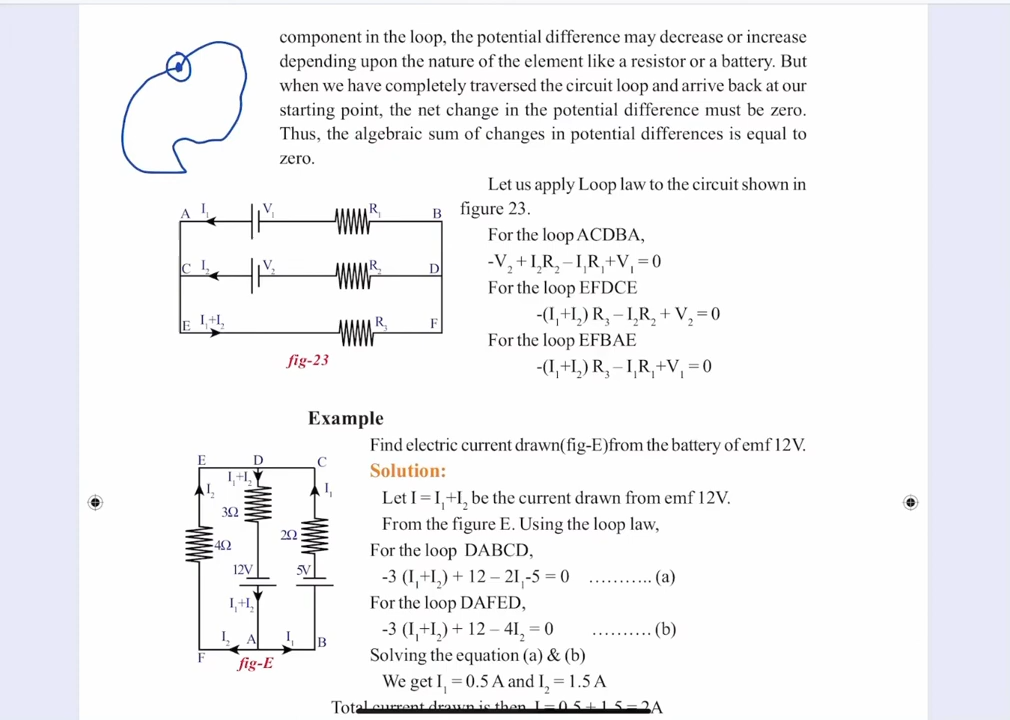 component in the loop, the potential difference may decrease or increase
depending upon the nature of the element like a resistor or a battery. But
when we have completely traversed the circuit loop and arrive back at our
starting point, the net change in the potential difference must be zero.
Thus, the algebraic sum of changes in potential differences is equal to
zero.
Let us apply Loop law to the circuit shown in
figure 23.
For the loop ACDBA,
-V₂ + I₂R₂ – I₁R₁+V₁ = 0
For the loop EFDCE
-(I₁+I₂) R₃ – I₂R₂ + V₂ = 0
For the loop EFBAE
-(I₁+I₂) R₃ – I₁R₁+V₁ = 0
A I₁ V₁ R₁ B
C I₂ V₂ R₂ D
E I₁+I₂ R₃ F
fig-23
Example
Find electric current drawn(fig-E)from the battery of emf 12V.
Solution:
Let I = I₁+I₂ be the current drawn from emf 12V.
From the figure E. Using the loop law,
For the loop DABCD,
-3 (I₁+I₂) + 12 – 2I₁-5 = 0 .......... (a)
For the loop DAFED,
-3 (I₁+I₂) + 12 – 4I₂ = 0 .......... (b)
Solving the equation (a) & (b)
We get I₁ = 0.5 A and I₂ = 1.5 A
Total current drawn is then I = 0.5 + 1.5 = 2A
E D C
I₁+I₂
I₂ I₁
3Ω
2Ω
4Ω
12V 5V
I₁+I₂
I₂ A I₁ B
F
fig-E